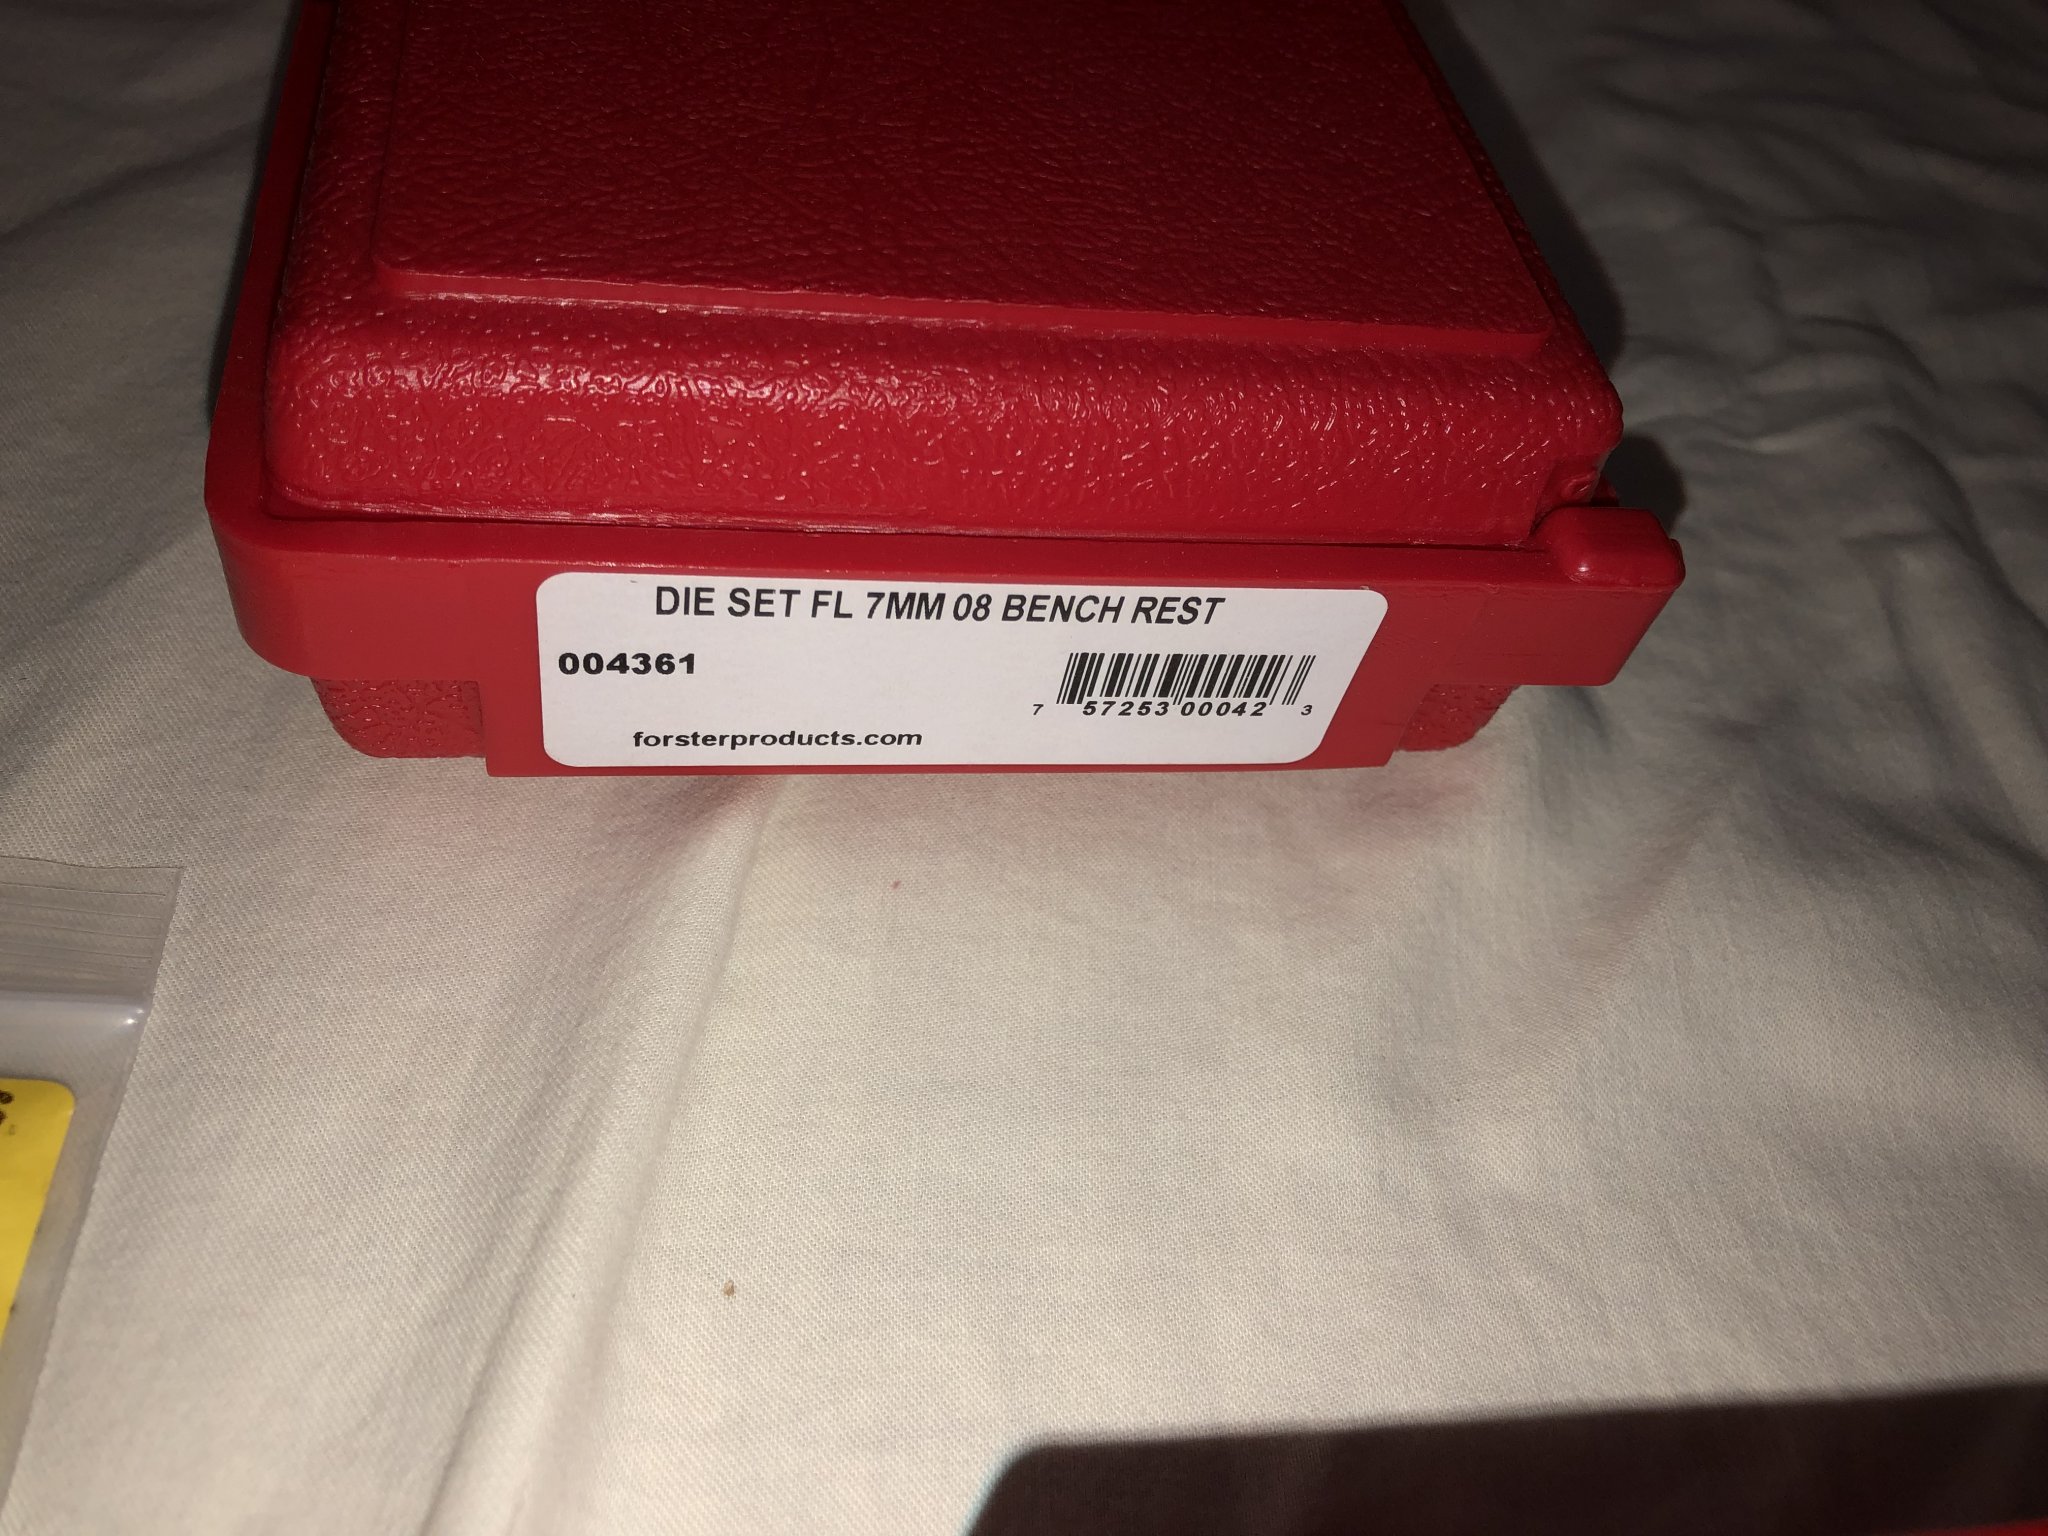 DIE SET FL 7MM 08 BENCH REST
004361
7 57253 00042 3
forsterproducts.com